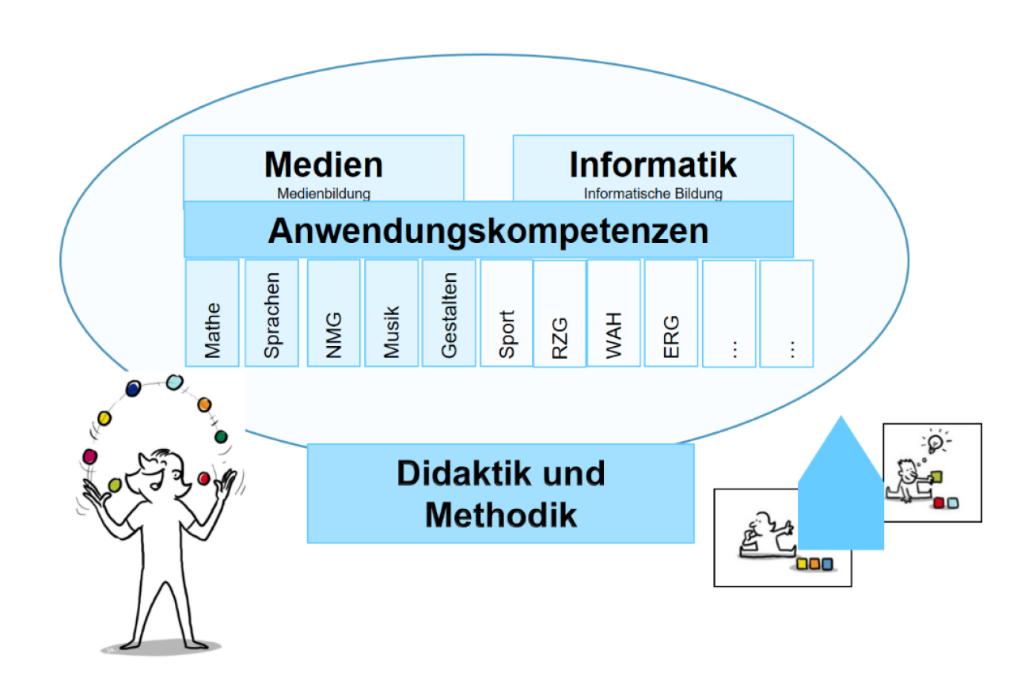 Medien
Medienbildung
Informatik
Informatische Bildung
Anwendungskompetenzen
Mathe
Sprachen
NMG
Musik
Gestalten
Sport
RZG
WAH
ERG
...
...
Didaktik und
Methodik